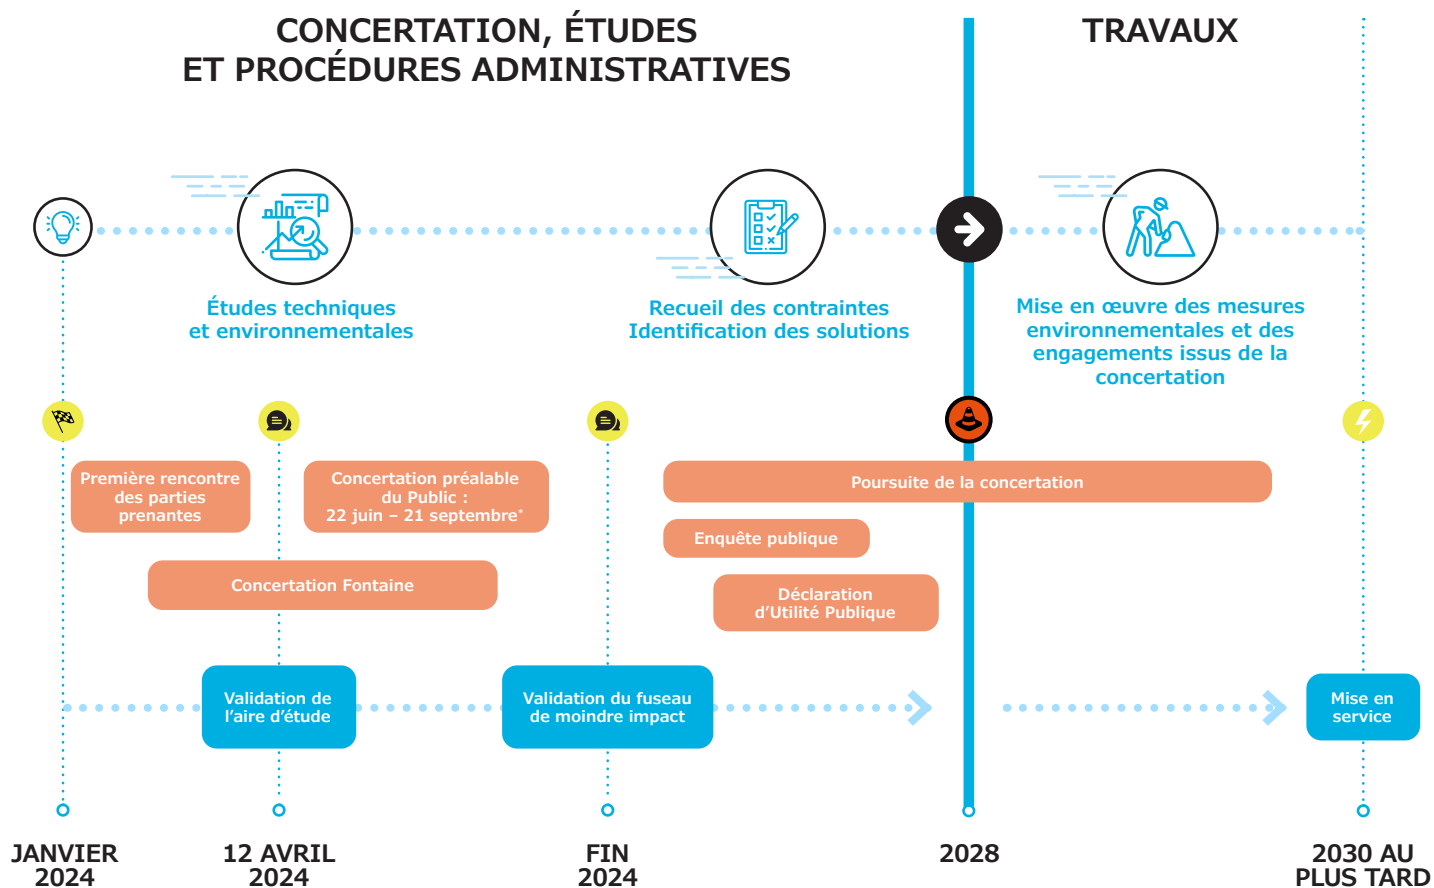 CONCERTATION, ÉTUDES
ET PROCÉDURES ADMINISTRATIVES
TRAVAUX
Études techniques
et environnementales
Recueil des contraintes
Identification des solutions
Mise en œuvre des mesures
environnementales et des
engagements issus de la
concertation
Première rencontre
des parties
prenantes
Concertation préalable
du Public :
22 juin – 21 septembre*
Poursuite de la concertation
Enquête publique
Concertation Fontaine
Déclaration
d'Utilité Publique
Validation de
l'aire d'étude
Validation du fuseau
de moindre impact
Mise en
service
JANVIER
2024
12 AVRIL
2024
FIN
2024
2028
2030 AU
PLUS TARD